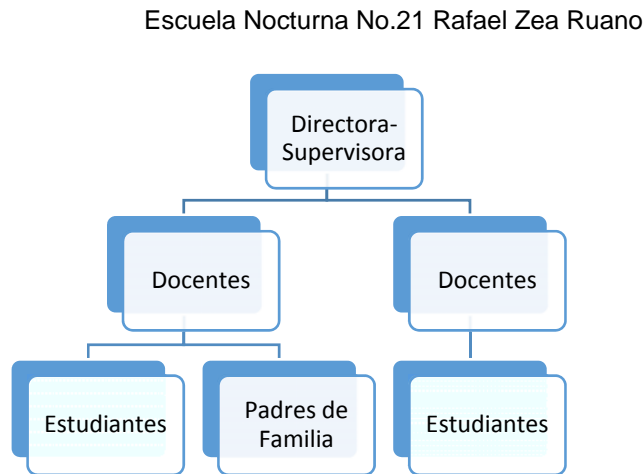 Escuela Nocturna No.21 Rafael Zea Ruano
Directora-
Supervisora
Docentes
Docentes
Estudiantes
Padres de
Familia
Estudiantes